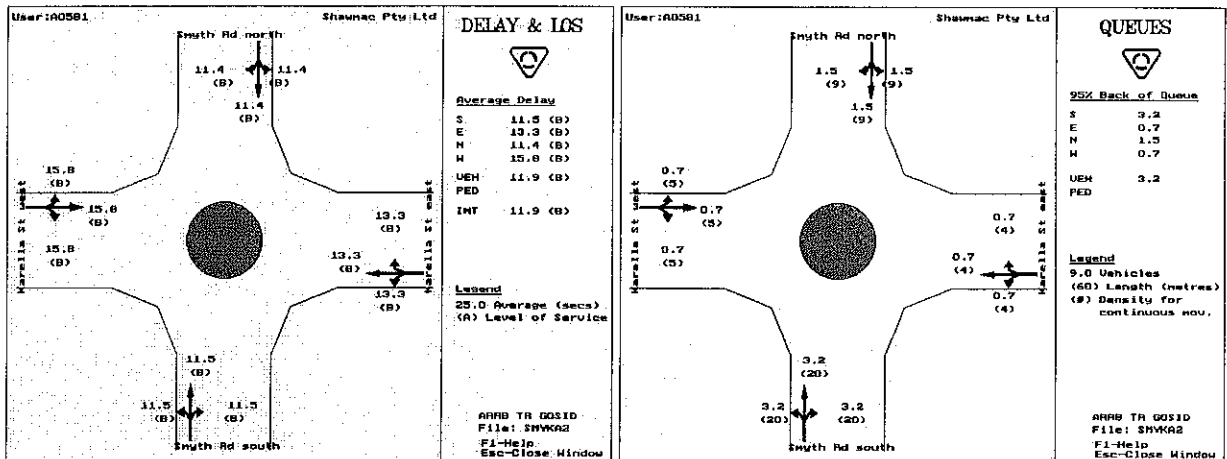 User:A0581
Shawmac Pty Ltd
Smyth Rd north
11.4
(B)
11.4
(B)
11.4
(B)
15.8
(B)
15.8
(B)
15.8
(B)
Karella St west
13.3
(B)
13.3
(B)
13.3
(B)
Karella St east
11.5
(B)
11.5
(B)
11.5
(B)
Smyth Rd south
DELAY & LOS
Average Delay
S 11.5 (B)
E 13.3 (B)
N 11.4 (B)
W 15.8 (B)
VEH 11.9 (B)
PED
INT 11.9 (B)
Legend
25.0 Average (secs)
(A) Level of Service
ARRB TR GOSID
File: SMYKA2
F1-Help
Esc-Close Window
User:A0581
Shawmac Pty Ltd
Smyth Rd north
1.5
(9)
1.5
(9)
1.5
(9)
0.7
(5)
0.7
(5)
0.7
(5)
Karella St west
0.7
(4)
0.7
(4)
0.7
(4)
Karella St east
3.2
(20)
3.2
(20)
3.2
(20)
Smyth Rd south
QUEUES
95% Back of Queue
S 3.2
E 0.7
N 1.5
W 0.7
VEH 3.2
PED
Legend
9.0 Vehicles
(60) Length (metres)
(#) Density for
continuous mov.
ARRB TR GOSID
File: SMYKA2
F1-Help
Esc-Close Window